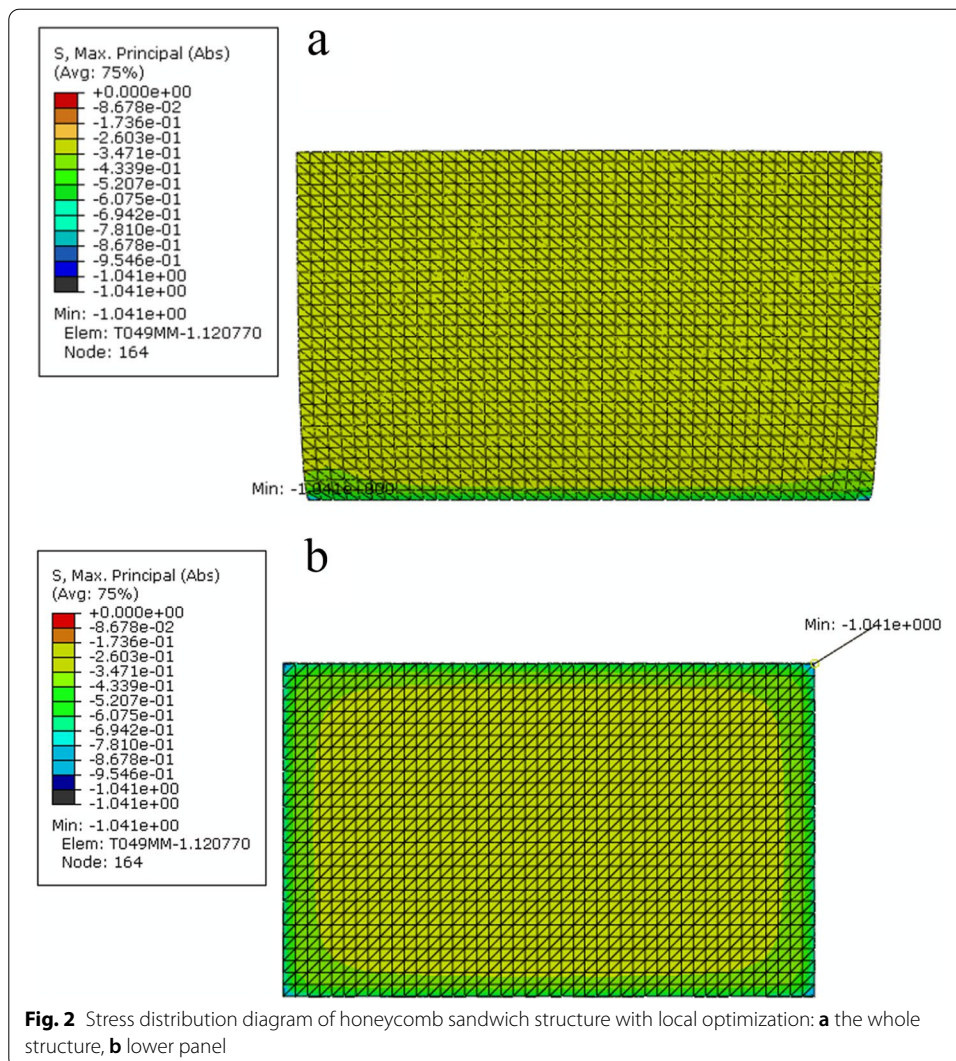 a
S, Max. Principal (Abs)
(Avg: 75%)
+0.000e+00
-8.678e-02
-1.736e-01
-2.603e-01
-3.471e-01
-4.339e-01
-5.207e-01
-6.075e-01
-6.942e-01
-7.810e-01
-8.678e-01
-9.546e-01
-1.041e+00
-1.041e+00
Min: -1.041e+00
Elem: T049MM-1.120770
Node: 164
Min: -1.041e+000
b
S, Max. Principal (Abs)
(Avg: 75%)
+0.000e+00
-8.678e-02
-1.736e-01
-2.603e-01
-3.471e-01
-4.339e-01
-5.207e-01
-6.075e-01
-6.942e-01
-7.810e-01
-8.678e-01
-9.546e-01
-1.041e+00
-1.041e+00
Min: -1.041e+00
Elem: T049MM-1.120770
Node: 164
Min: -1.041e+000
Fig. 2 Stress distribution diagram of honeycomb sandwich structure with local optimization: a the whole
structure, b lower panel